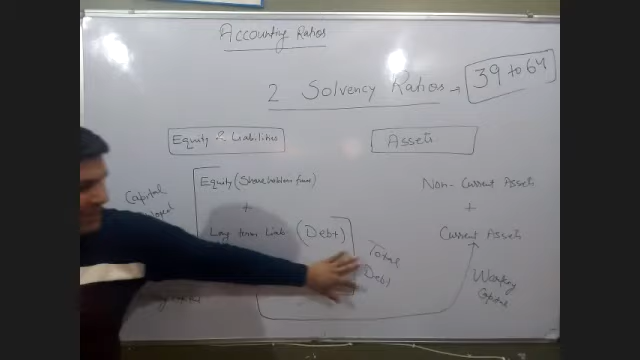 Accounting Ratios
2 Solvency Ratios → 39 to 64
Equity & Liabilities
Assets
Equity (Shareholders funds)
Non-Current Assets
Capital
+
+
Long term Liab (Debt)
Current Assets
Total
Debt
Working
Capital